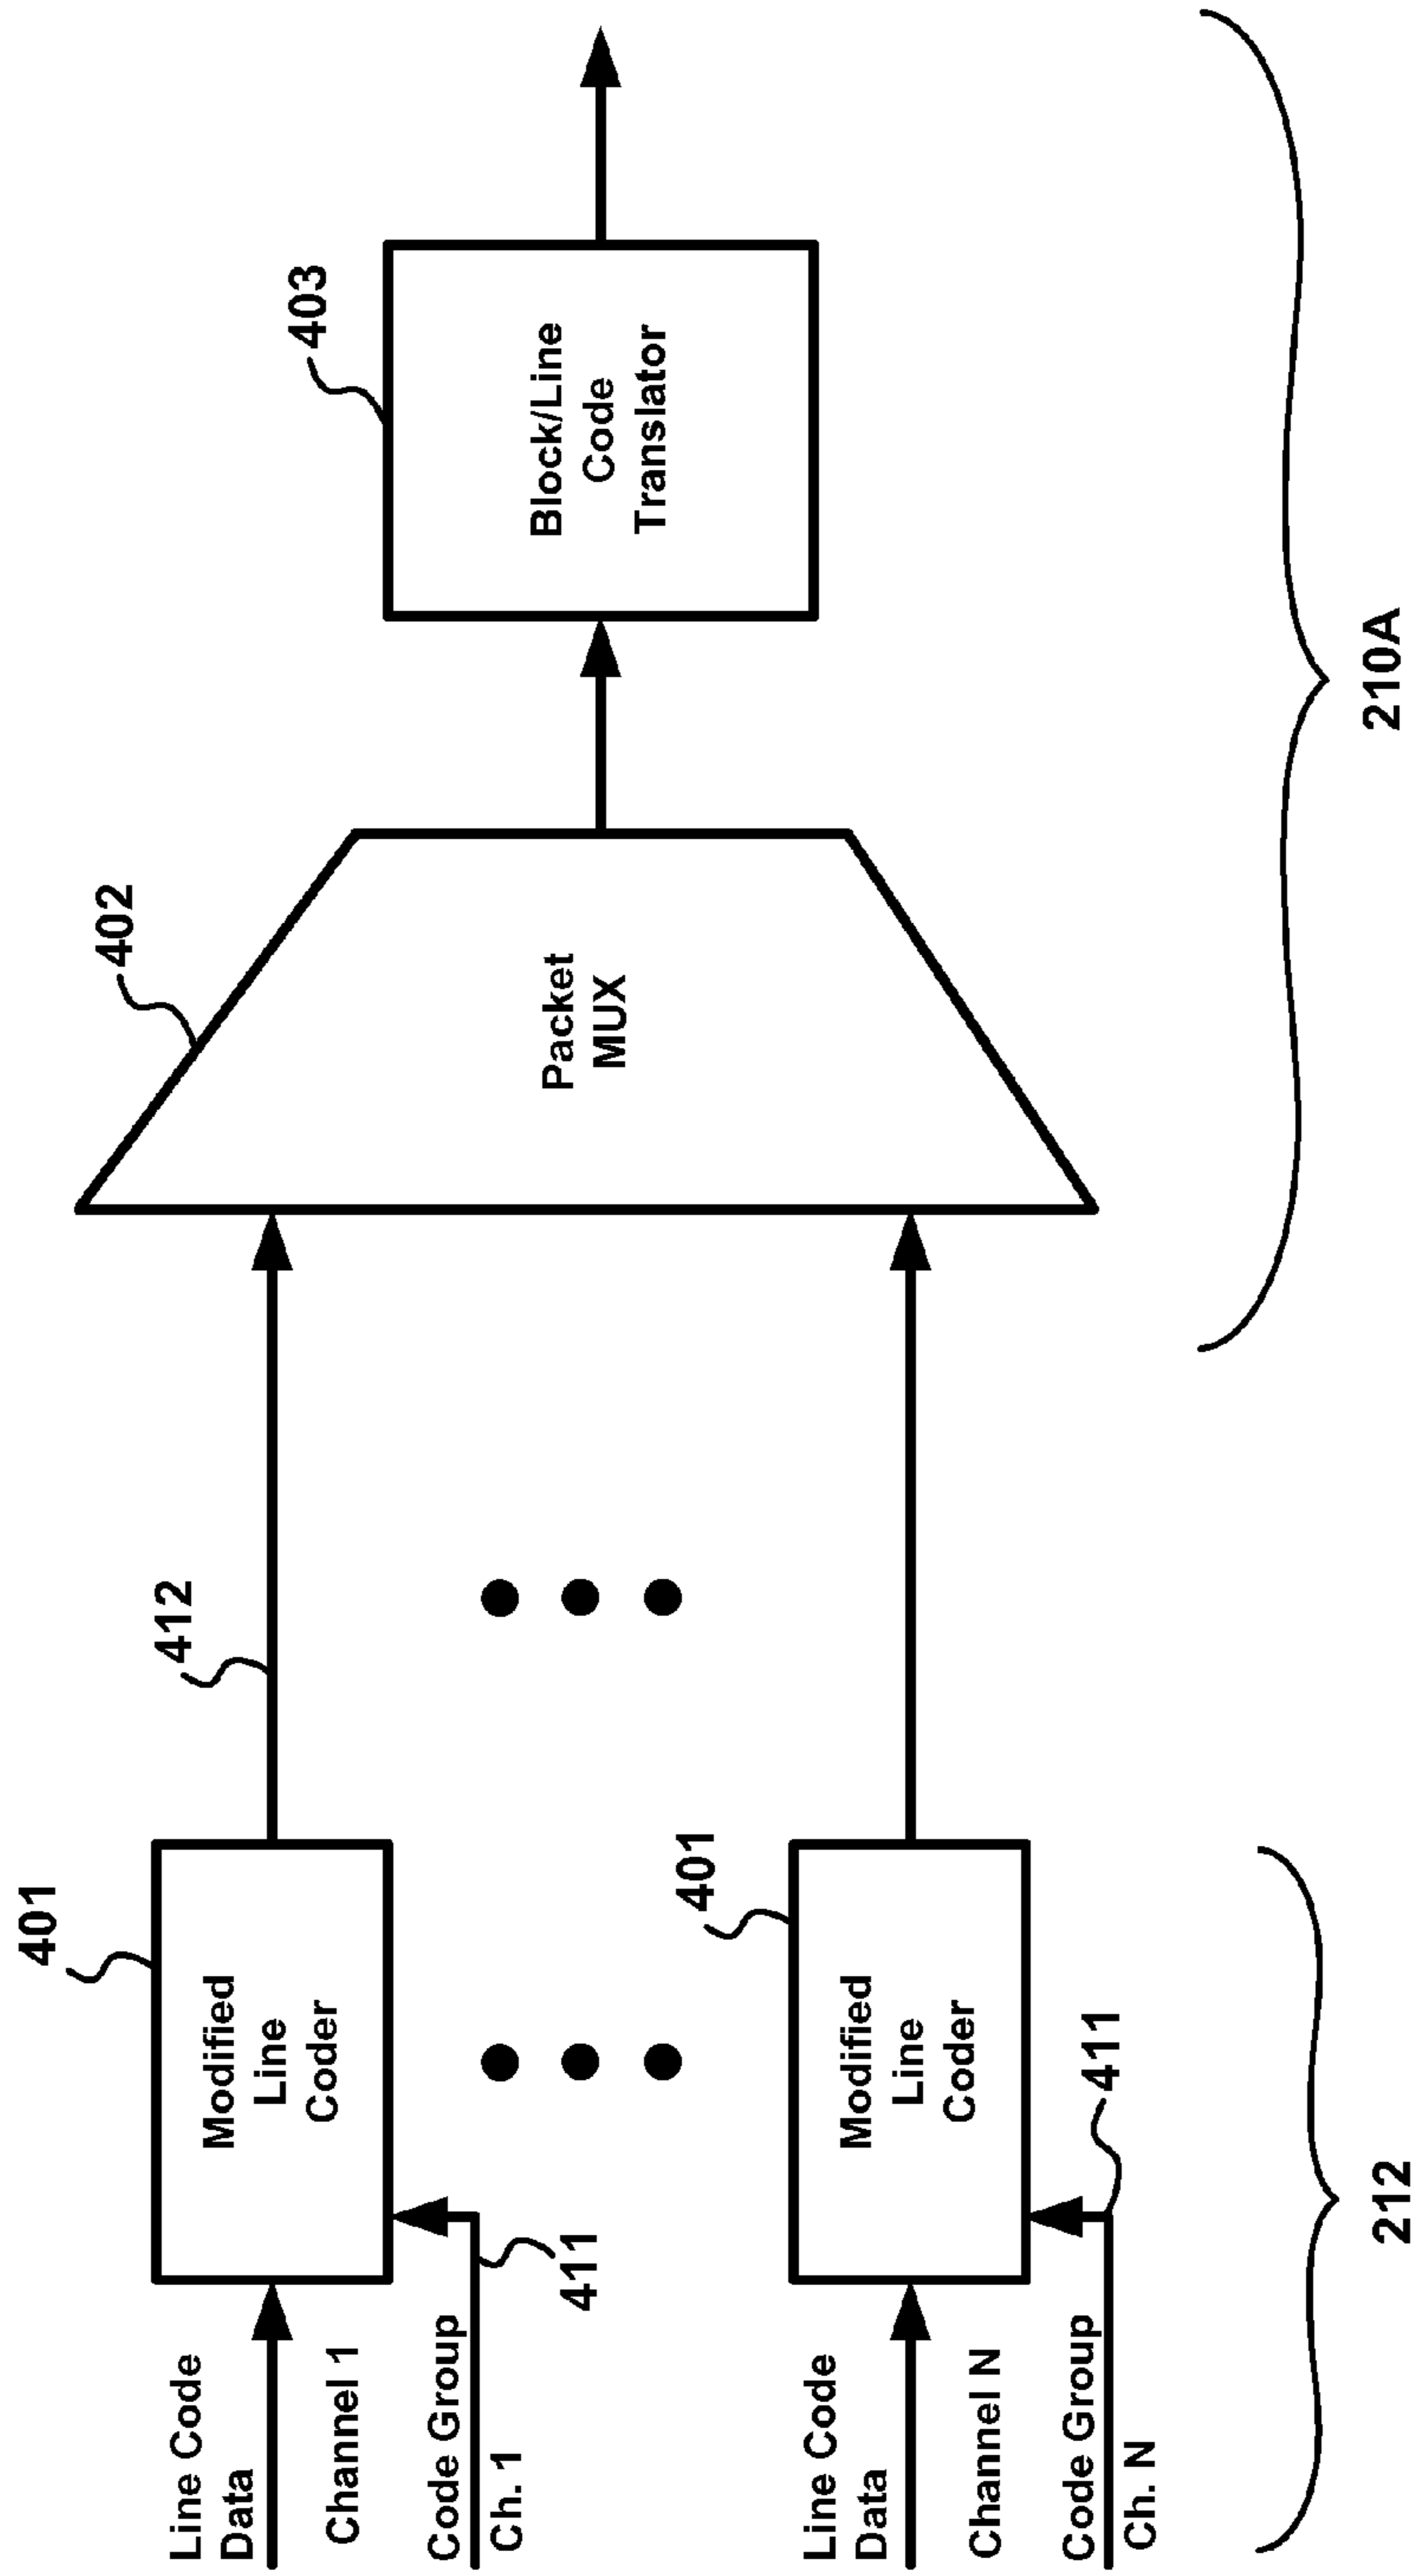 Line Code
Data
Channel 1
Code Group
Ch. 1
411
401
Modified
Line
Coder
412
Line Code
Data
Channel N
Code Group
Ch. N
411
401
Modified
Line
Coder
402
Packet
MUX
403
Block/Line
Code
Translator
212
210A